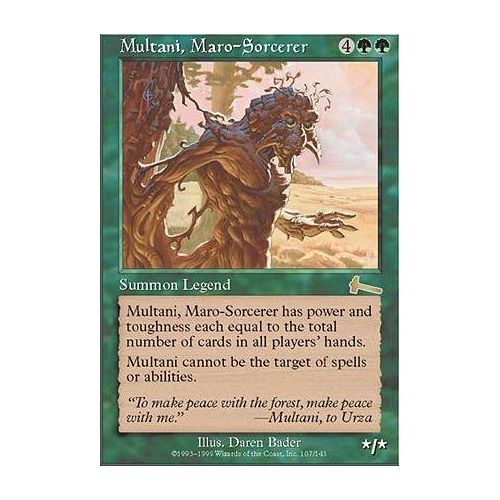 Multani, Maro-Sorcerer 4
Summon Legend
Multani, Maro-Sorcerer has power and
toughness each equal to the total
number of cards in all players' hands.
Multani cannot be the target of spells
or abilities.
"To make peace with the forest, make peace
with me." —Multani, to Urza
Illus. Daren Bader
©1993–1999 Wizards of the Coast, Inc. 107/143
*/*